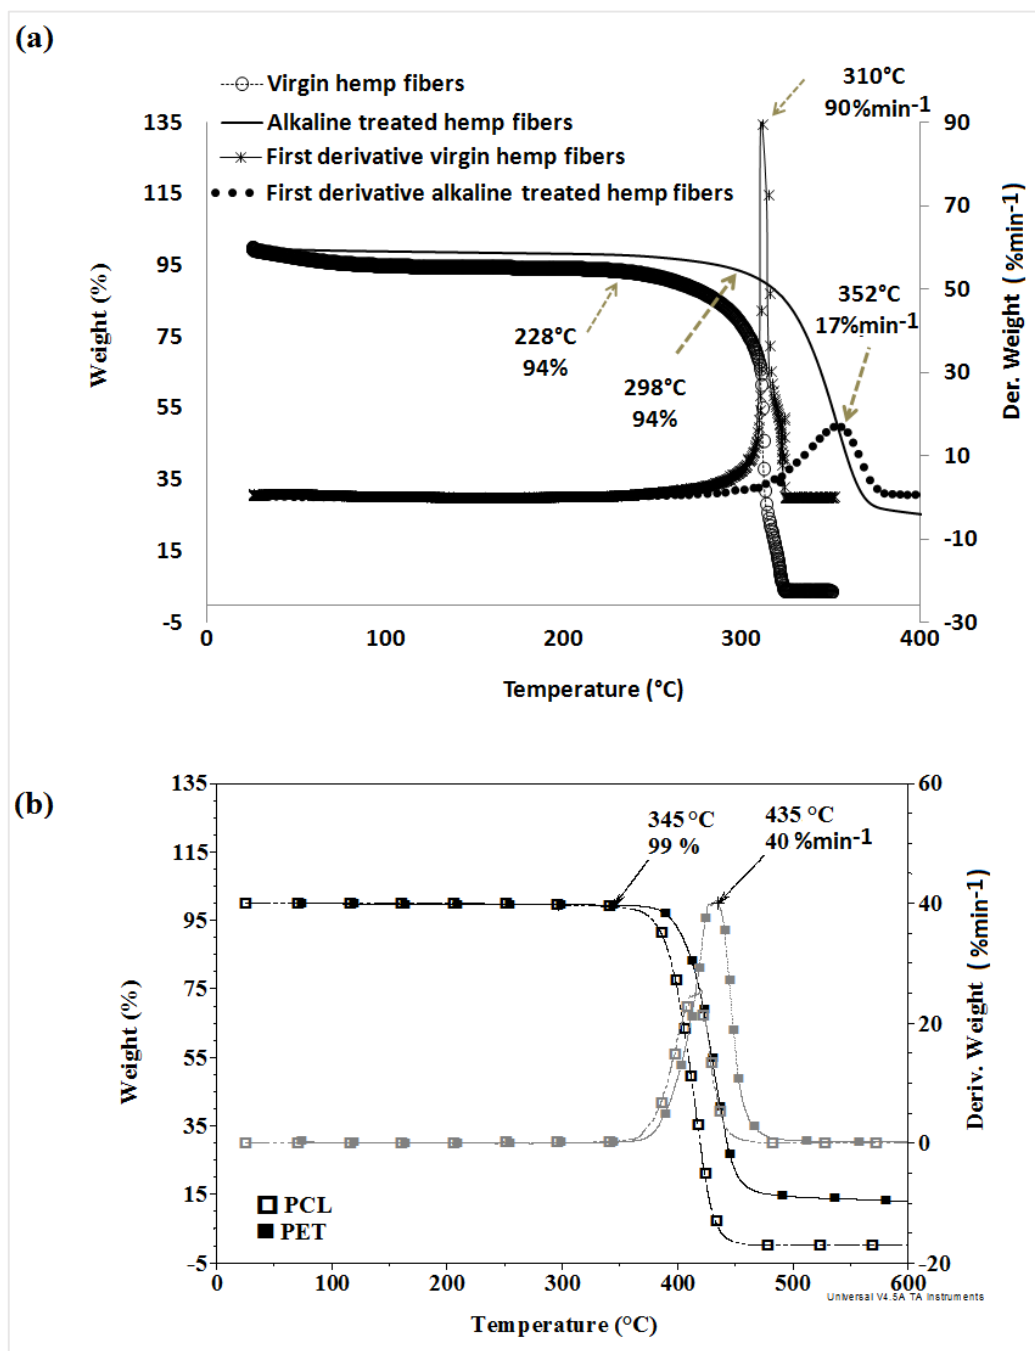 (a)
Virgin hemp fibers
Alkaline treated hemp fibers
First derivative virgin hemp fibers
First derivative alkaline treated hemp fibers
310°C
90%min-1
135
115
95
75
55
35
15
-5
Weight (%)
228°C
94%
298°C
94%
352°C
17%min-1
90
70
50
30
10
-10
-30
Der. Weight ( %min-1)
0
100
200
300
400
Temperature (°C)
(b)
135
115
95
75
55
35
15
-5
Weight (%)
345 °C
99 %
435 °C
40 %min-1
60
40
20
0
-20
Deriv. Weight ( %min-1)
PCL
PET
0
100
200
300
400
500
600
Universal V4.5A TA Instruments
Temperature (°C)